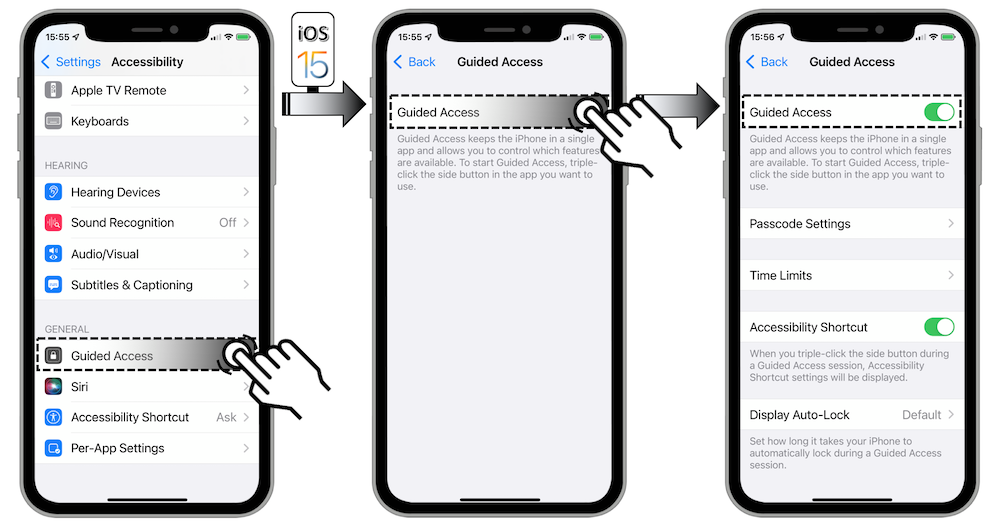 15:55
Settings Accessibility
Apple TV Remote
Keyboards
HEARING
Hearing Devices
Sound Recognition Off
Audio/Visual
Subtitles & Captioning
GENERAL
Guided Access
Siri
Accessibility Shortcut Ask
Per-App Settings
iOS
15
15:55
Back Guided Access
Guided Access
Guided Access keeps the iPhone in a single
app and allows you to control which features
are available. To start Guided Access, triple-
click the side button in the app you want to
use.
15:56
Back Guided Access
Guided Access
Guided Access keeps the iPhone in a single
app and allows you to control which features
are available. To start Guided Access, triple-
click the side button in the app you want to
use.
Passcode Settings
Time Limits
Accessibility Shortcut
When you triple-click the side button during
a Guided Access session, Accessibility
Shortcut settings will be displayed.
Display Auto-Lock Default
Set how long it takes your iPhone to
automatically lock during a Guided Access
session.